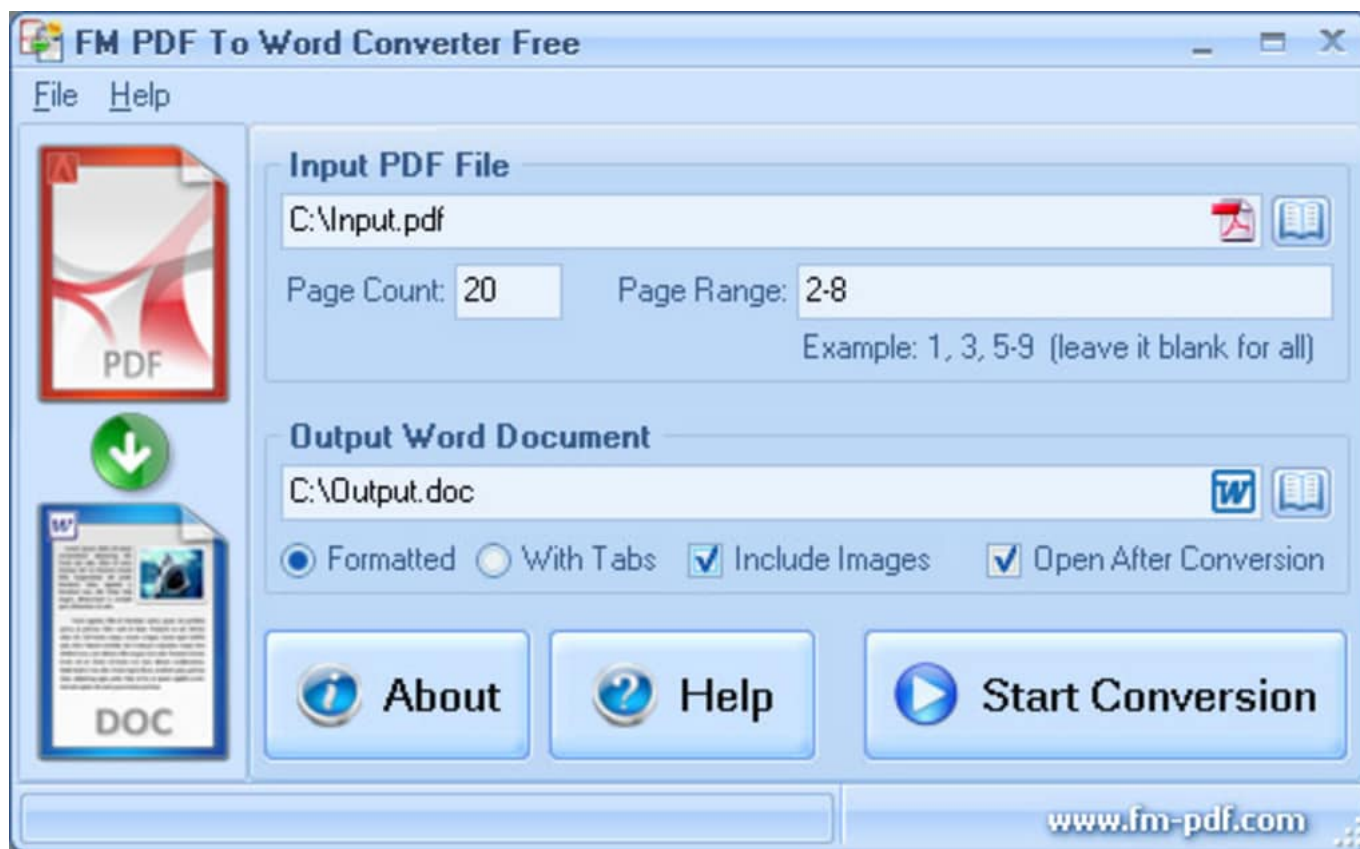 FM PDF To Word Converter Free
File Help
Input PDF File
C:\Input.pdf
Page Count: 20 Page Range: 2-8
Example: 1, 3, 5-9 (leave it blank for all)
PDF
Output Word Document
C:\Output.doc
W
W
Formatted With Tabs Include Images Open After Conversion
About Help Start Conversion
DOC
www.fm-pdf.com